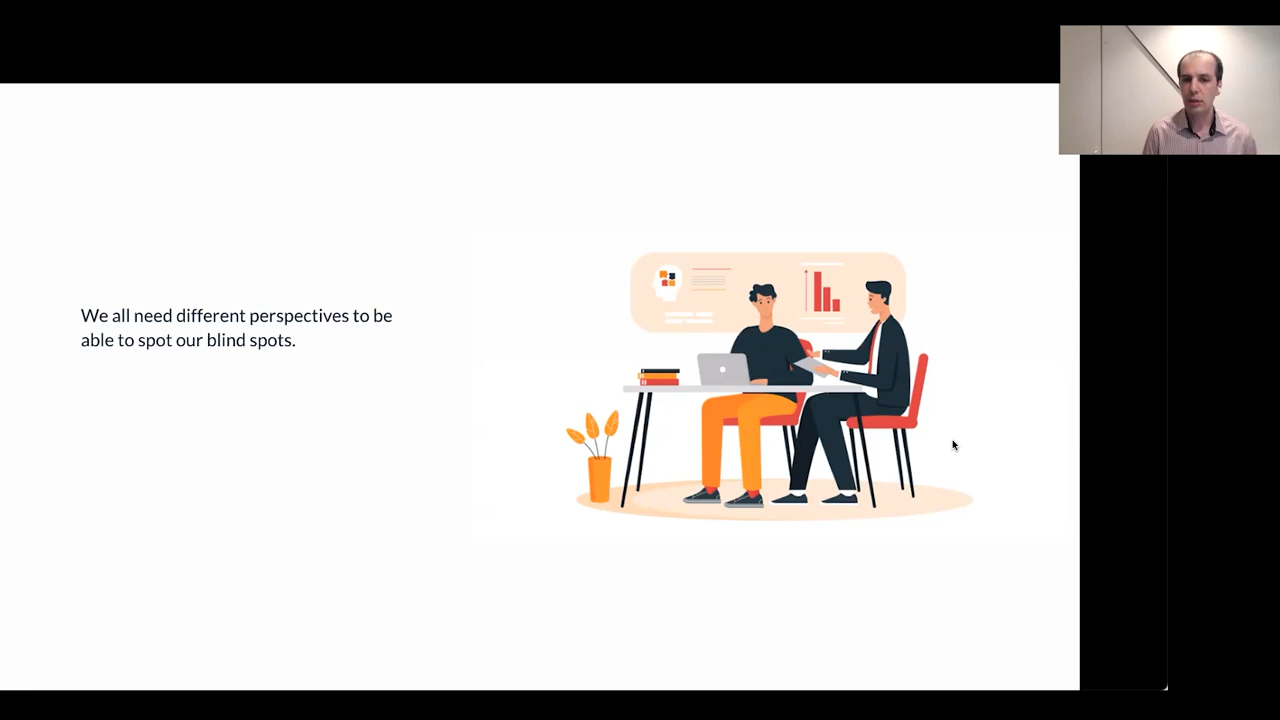 We all need different perspectives to be
able to spot our blind spots.